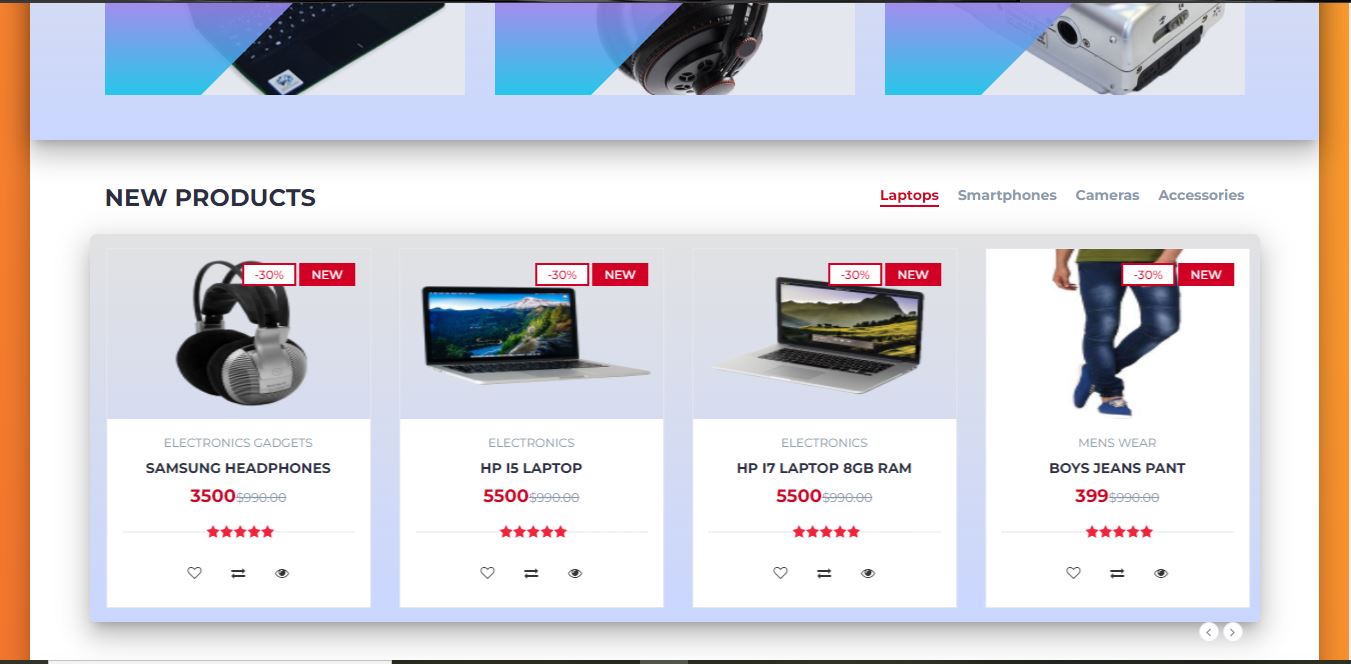 NEW PRODUCTS
Laptops Smartphones Cameras Accessories
-30% NEW
ELECTRONICS GADGETS
SAMSUNG HEADPHONES
3500$990.00
-30% NEW
ELECTRONICS
HP I5 LAPTOP
5500$990.00
-30% NEW
ELECTRONICS
HP I7 LAPTOP 8GB RAM
5500$990.00
-30% NEW
MENS WEAR
BOYS JEANS PANT
399$990.00